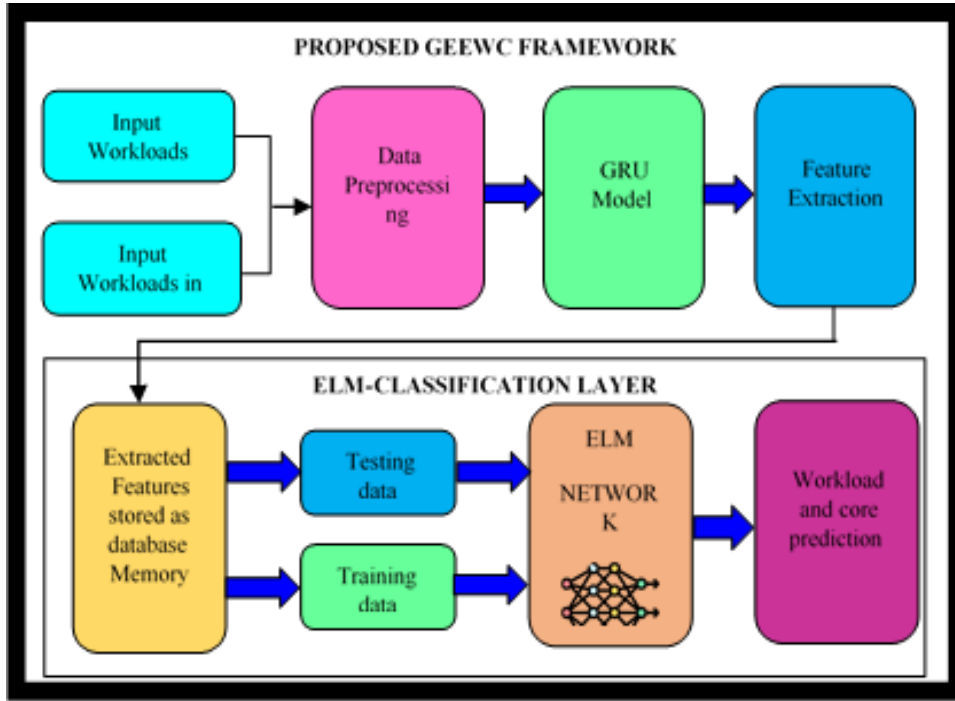 PROPOSED GEEWC FRAMEWORK
Input
Workloads
Input
Workloads in
Data
Preprocessi
ng
GRU
Model
Feature
Extraction
ELM-CLASSIFICATION LAYER
Extracted
Features
stored as
database
Memory
Testing
data
Training
data
ELM
NETWOR
K
Workload
and core
prediction